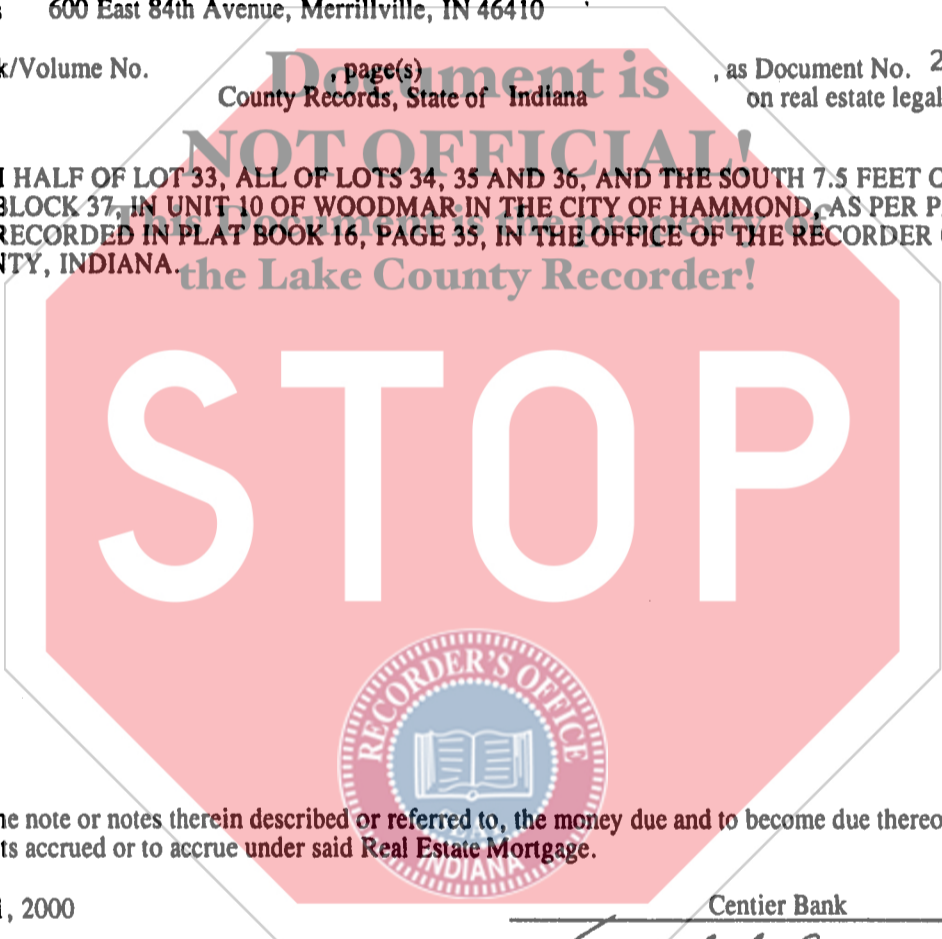 600 East 84th Avenue, Merrillville, IN 46410
k/Volume No. , page(s) , as Document No. 2
County Records, State of Indiana on real estate legal
Document is
NOT OFFICIAL!
This Document is the property of
the Lake County Recorder!
HALF OF LOT 33, ALL OF LOTS 34, 35 AND 36, AND THE SOUTH 7.5 FEET O
BLOCK 37, IN UNIT 10 OF WOODMAR IN THE CITY OF HAMMOND, AS PER P
RECORDED IN PLAT BOOK 16, PAGE 35, IN THE OFFICE OF THE RECORDER
NTY, INDIANA.
STOP
RECORDER'S OFFICE
INDIANA
ne note or notes therein described or referred to, the money due and to become due thereo
ts accrued or to accrue under said Real Estate Mortgage.
, 2000 Centier Bank